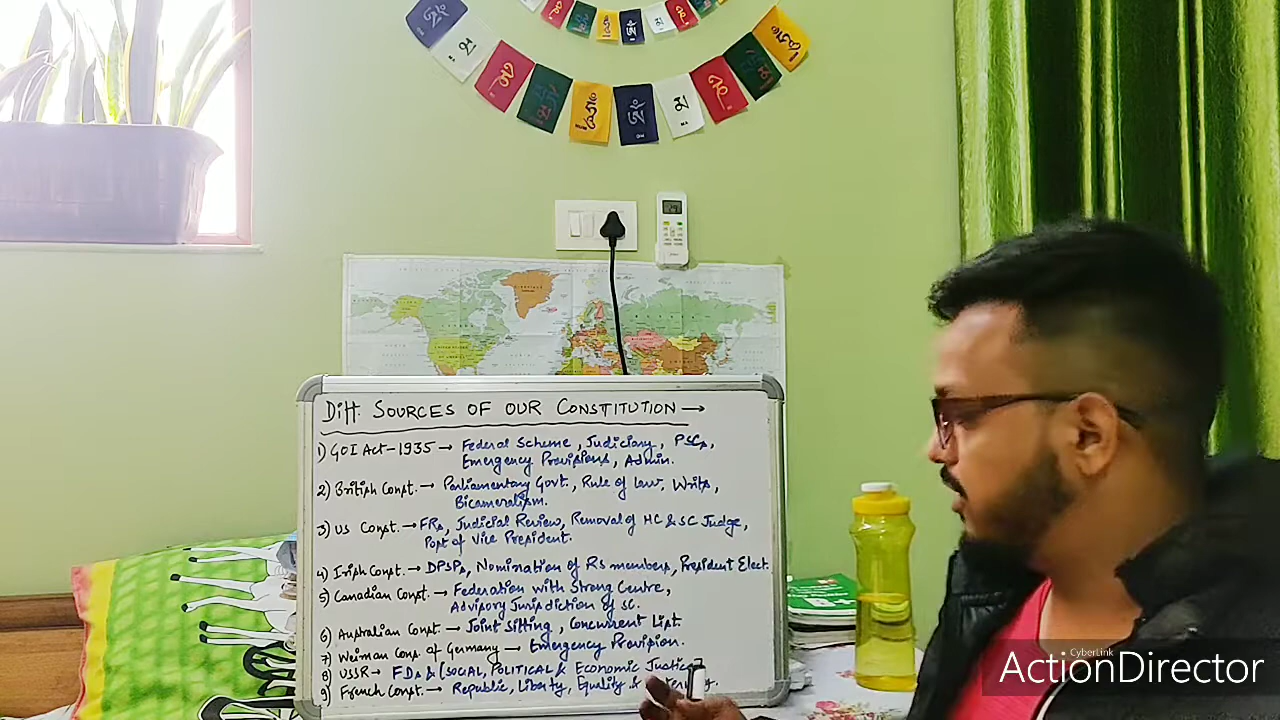 Diff. SOURCES OF OUR CONSTITUTION →
1) GOI Act-1935 → Federal Scheme, Judiciary, PSCs,
Emergency Provisions, Admin.
2) British Const. → Parliamentary Govt., Rule of law, Writs,
Bicameralism.
3) US Const. → FRs, Judicial Review, Removal of HC & SC Judge,
Post of Vice President.
4) Irish Const. → DPSPs, Nomination of RS members, President Elect.
5) Canadian Const. → Federation with Strong Centre,
Advisory Jurisdiction of SC.
6) Australian Const → Joint Sitting, Concurrent List.
7) Weimar Cons. of Germany → Emergency Provision.
8) USSR → FDs & (SOCIAL, POLITICAL & Economic Justice
9) French Const. → Republic, Liberty, Equality &
CyberLink
ActionDirector